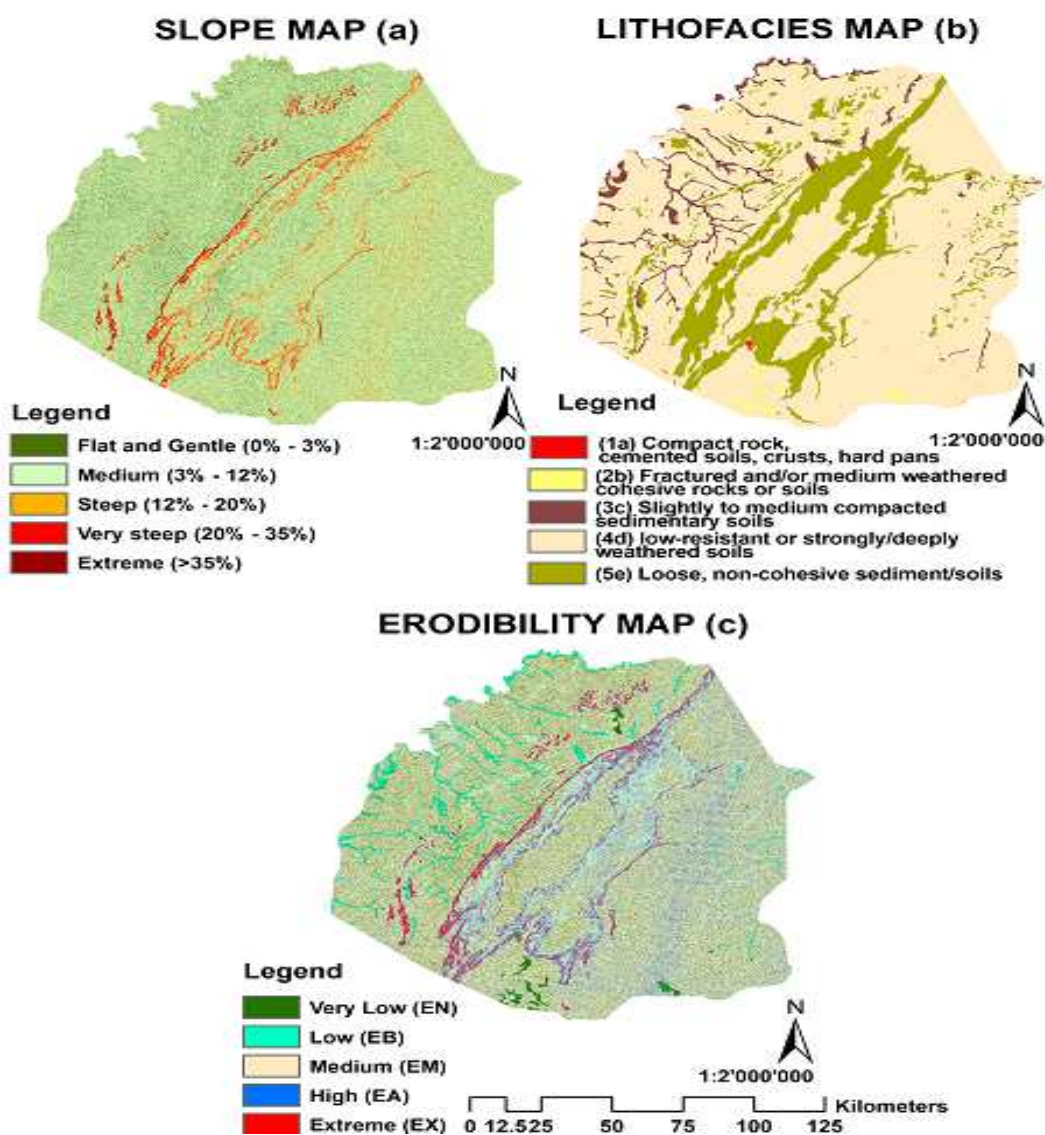 SLOPE MAP (a)
LITHOFACIES MAP (b)
N
1:2'000'000
Legend
Flat and Gentle (0% - 3%)
Medium (3% - 12%)
Steep (12% - 20%)
Very steep (20% - 35%)
Extreme (>35%)
N
1:2'000'000
Legend
(1a) Compact rock,
cemented soils, crusts, hard pans
(2b) Fractured and/or medium weathered
cohesive rocks or soils
(3c) Slightly to medium compacted
sedimentary soils
(4d) low-resistant or strongly/deeply
weathered soils
(5e) Loose, non-cohesive sediment/soils
ERODIBILITY MAP (c)
Legend
Very Low (EN)
Low (EB)
Medium (EM)
High (EA)
Extreme (EX)
N
1:2'000'000
Kilometers
0 12.525 50 75 100 125